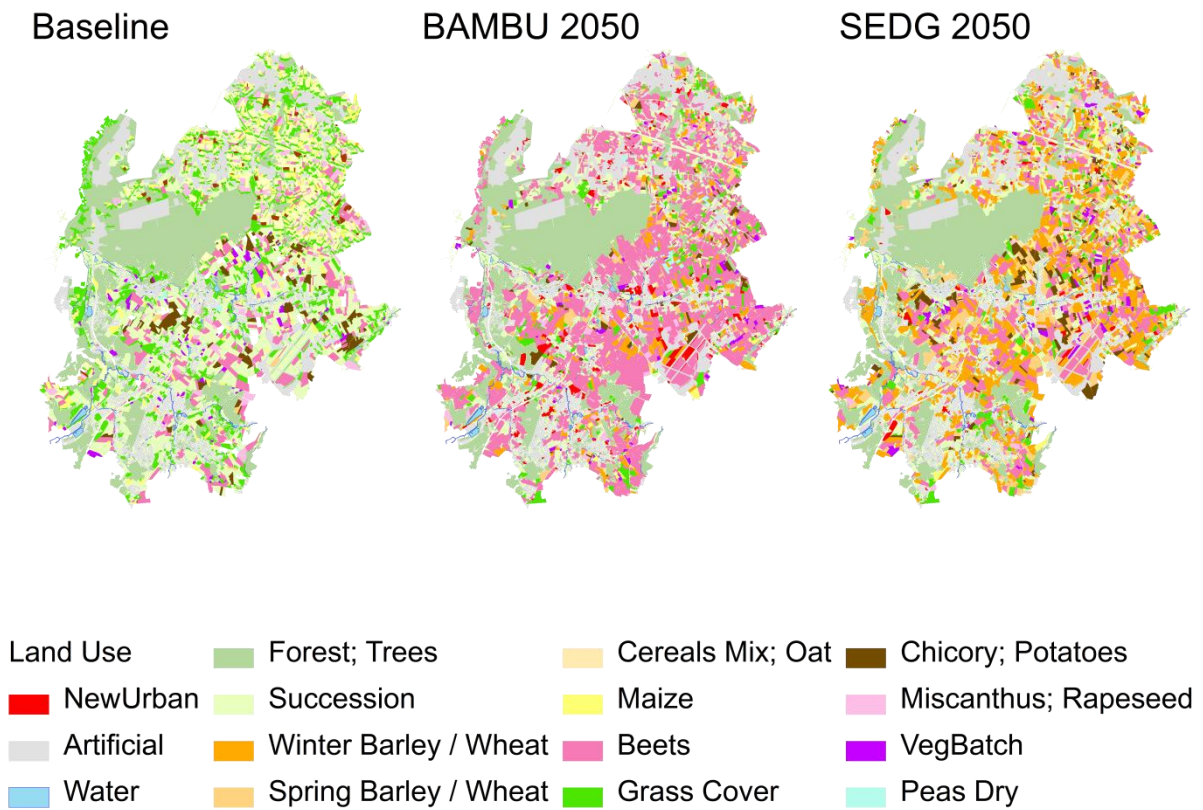 Baseline BAMBU 2050 SEDG 2050
Land Use Forest; Trees Cereals Mix; Oat Chicory; Potatoes
NewUrban Succession Maize Miscanthus; Rapeseed
Artificial Winter Barley / Wheat Beets VegBatch
Water Spring Barley / Wheat Grass Cover Peas Dry